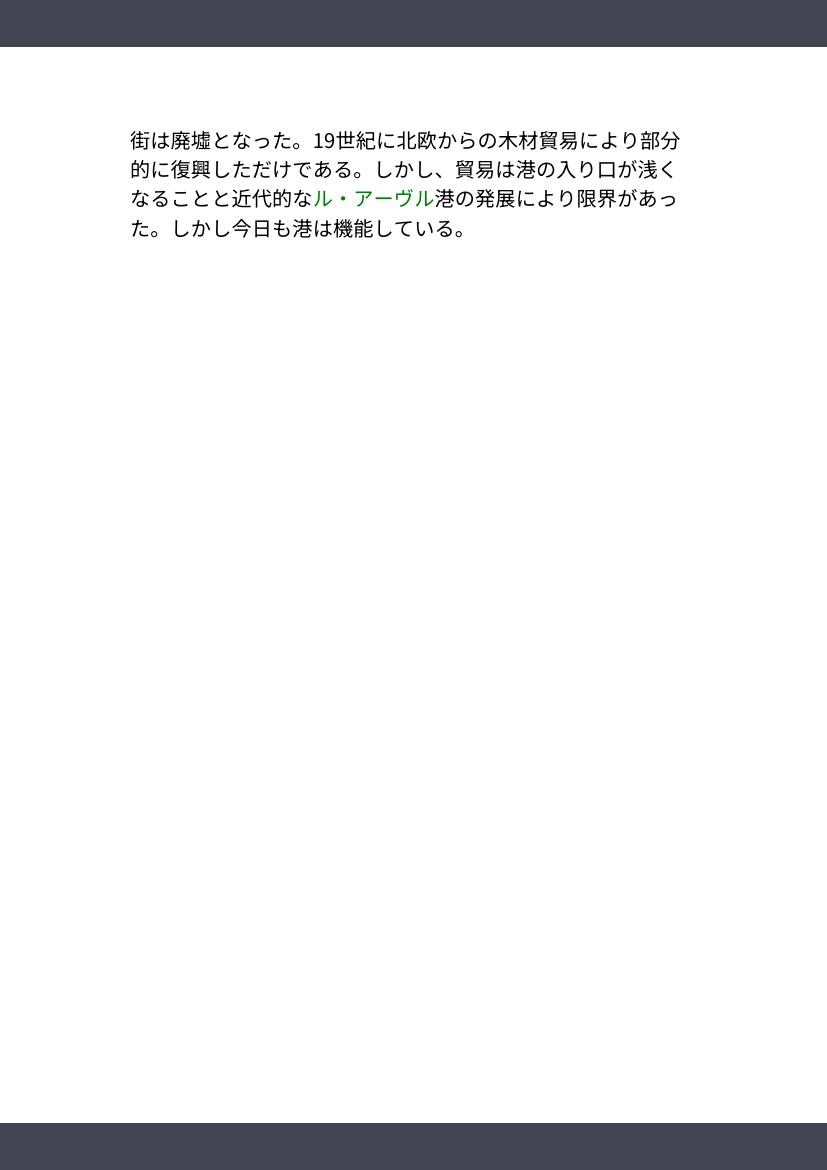 街は廃墟となった。19世紀に北欧からの木材貿易により部分
的に復興しただけである。しかし、貿易は港の入り口が浅く
なることと近代的なル・アーヴル港の発展により限界があっ
た。しかし今日も港は機能している。